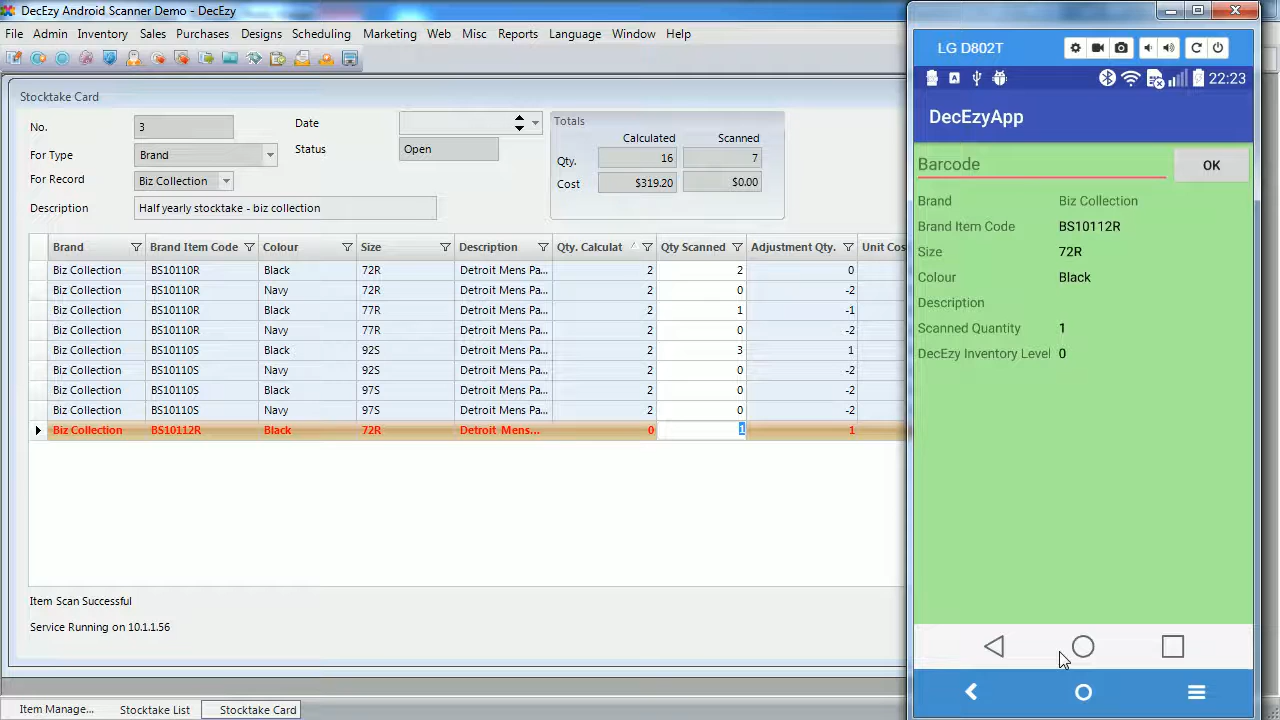 DecEzy Android Scanner Demo - DecEzy
File Admin Inventory Sales Purchases Designs Scheduling Marketing Web Misc Reports Language Window Help
Stocktake Card
No. 3 Date
For Type Brand Status Open
For Record Biz Collection
Description Half yearly stocktake - biz collection
Totals
Calculated Scanned
Qty. 16 7
Cost $319.20 $0.00
Brand Brand Item Code Colour Size Description Qty. Calculat Qty Scanned Adjustment Qty. Unit Cos
Biz Collection BS10110R Black 72R Detroit Mens Pa... 2 2 0
Biz Collection BS10110R Navy 72R Detroit Mens Pa... 2 0 -2
Biz Collection BS10110R Black 77R Detroit Mens Pa... 2 1 -1
Biz Collection BS10110R Navy 77R Detroit Mens Pa... 2 0 -2
Biz Collection BS10110S Black 92S Detroit Mens Pa... 2 3 1
Biz Collection BS10110S Navy 92S Detroit Mens Pa... 2 0 -2
Biz Collection BS10110S Black 97S Detroit Mens Pa... 2 0 -2
Biz Collection BS10110S Navy 97S Detroit Mens Pa... 2 0 -2
Biz Collection BS10112R Black 72R Detroit Mens... 0 1 1
Item Scan Successful
Service Running on 10.1.1.56
Item Manage... Stocktake List Stocktake Card
LG D802T
22:23
DecEzyApp
Barcode OK
Brand Biz Collection
Brand Item Code BS10112R
Size 72R
Colour Black
Description
Scanned Quantity 1
DecEzy Inventory Level 0